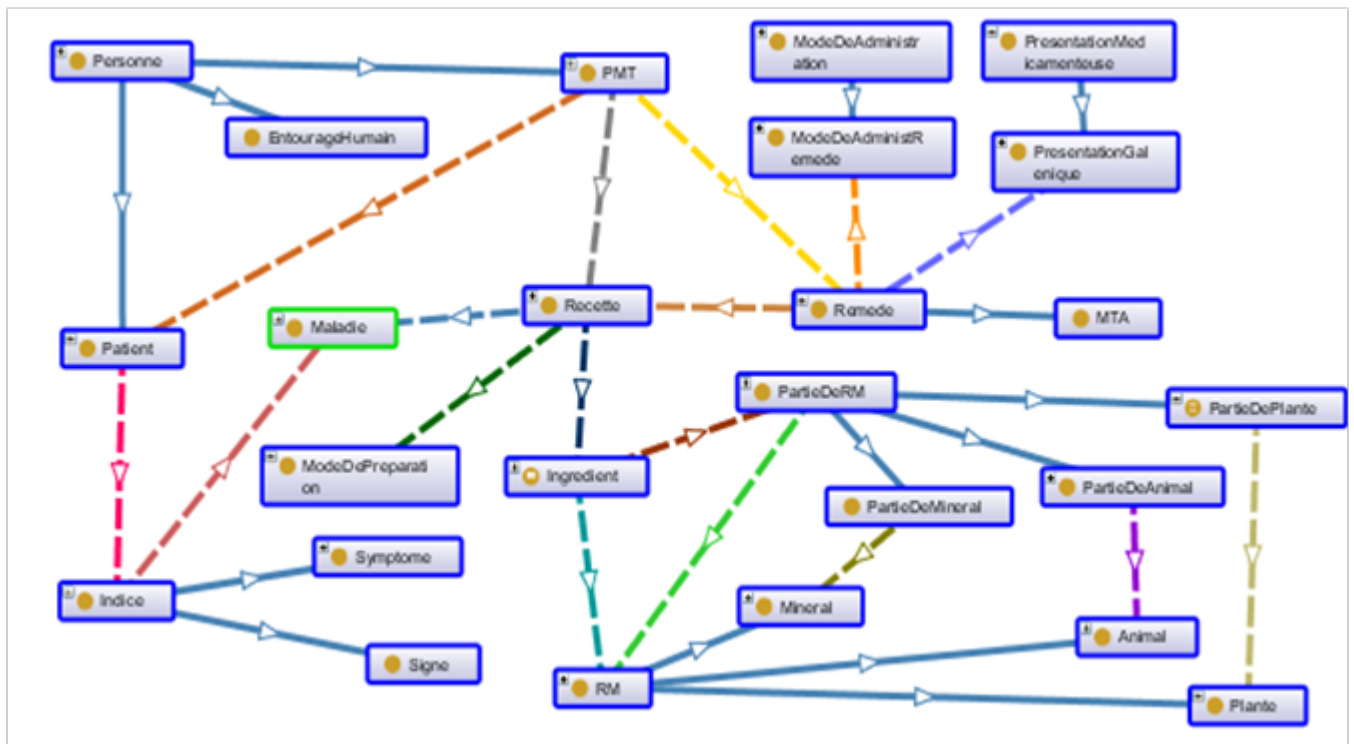 Personne
PMT
ModeDeAdministr
ation
PresentationMed
icamenteuse
EntourageHumain
ModeDeAdministR
emede
PresentationGal
enique
Recette
Remede
MTA
Maladie
Patient
PartieDeRM
PartieDePlante
ModeDePreparati
on
Ingredient
PartieDeAnimal
PartieDeMineral
Symptome
Indice
Mineral
Animal
Signe
RM
Plante